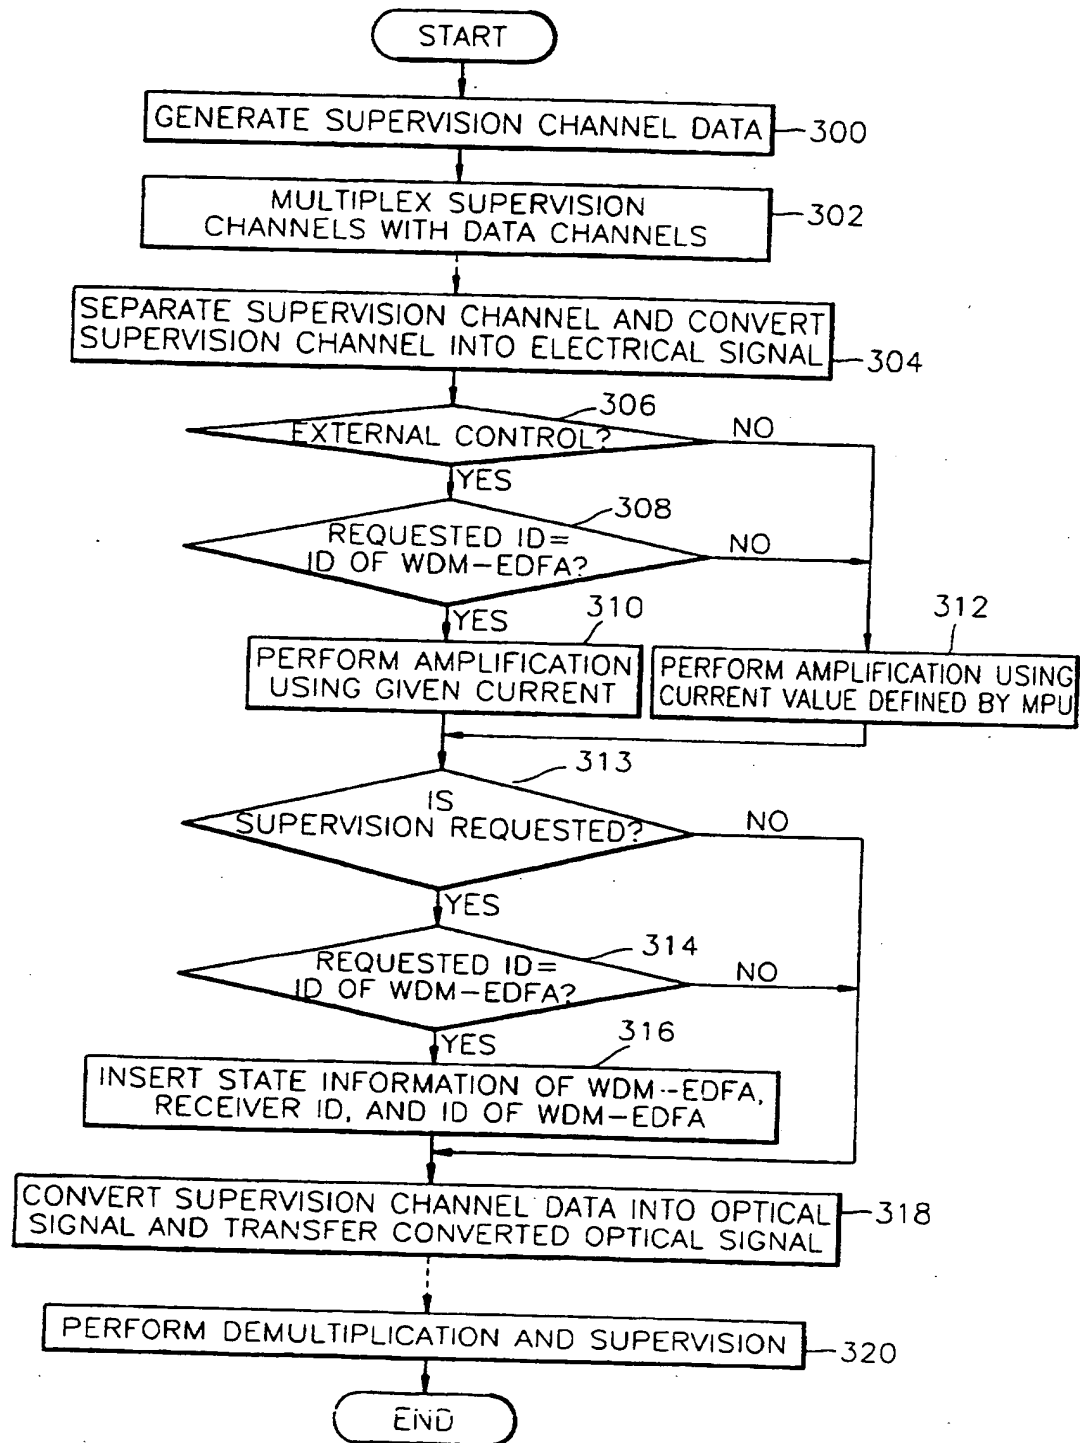 START
GENERATE SUPERVISION CHANNEL DATA
300
MULTIPLEX SUPERVISION
CHANNELS WITH DATA CHANNELS
302
SEPARATE SUPERVISION CHANNEL AND CONVERT
SUPERVISION CHANNEL INTO ELECTRICAL SIGNAL
304
306
EXTERNAL CONTROL?
NO
YES
308
REQUESTED ID=
ID OF WDM-EDFA?
NO
YES
310
312
PERFORM AMPLIFICATION
USING GIVEN CURRENT
PERFORM AMPLIFICATION USING
CURRENT VALUE DEFINED BY MPU
313
IS
SUPERVISION REQUESTED?
NO
YES
314
REQUESTED ID=
ID OF WDM-EDFA?
NO
YES
316
INSERT STATE INFORMATION OF WDM-EDFA,
RECEIVER ID, AND ID OF WDM-EDFA
CONVERT SUPERVISION CHANNEL DATA INTO OPTICAL
SIGNAL AND TRANSFER CONVERTED OPTICAL SIGNAL
318
PERFORM DEMULTIPLICATION AND SUPERVISION
320
END